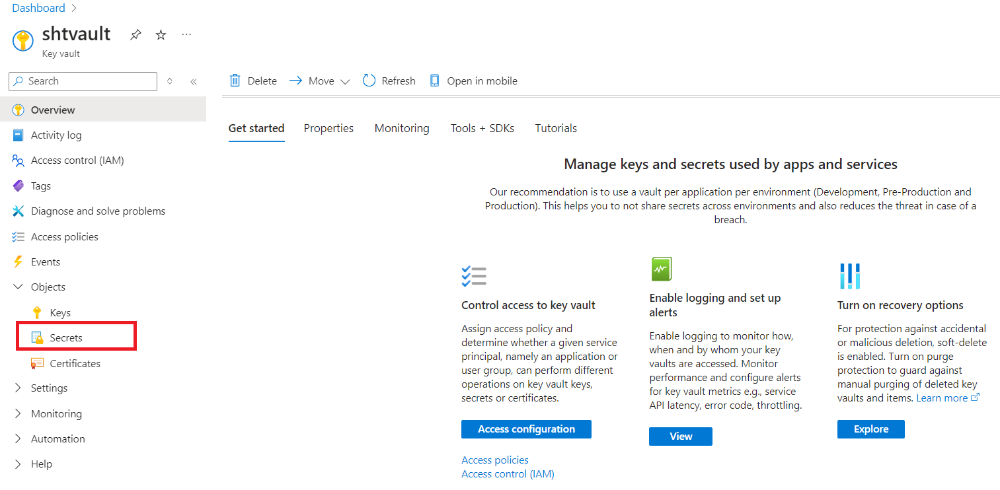 Dashboard
shtvault
Key vault
Search
Delete Move Refresh Open in mobile
Overview
Activity log
Access control (IAM)
Tags
Diagnose and solve problems
Access policies
Events
Objects
Keys
Secrets
Certificates
Settings
Monitoring
Automation
Help
Get started Properties Monitoring Tools + SDKs Tutorials
Manage keys and secrets used by apps and services
Our recommendation is to use a vault per application per environment (Development, Pre-Production and
Production). This helps you to not share secrets across environments and also reduces the threat in case of a
breach.
Control access to key vault
Assign access policy and
determine whether a given service
principal, namely an application or
user group, can perform different
operations on key vault keys,
secrets or certificates.
Access configuration
Access policies
Access control (IAM)
Enable logging and set up
alerts
Enable logging to monitor how,
when and by whom your key
vaults are accessed. Monitor
performance and configure alerts
for key vault metrics e.g., service
API latency, error code, throttling.
View
Turn on recovery options
For protection against accidental
or malicious deletion, soft-delete
is enabled. Turn on purge
protection to guard against
manual purging of deleted key
vaults and items. Learn more
Explore